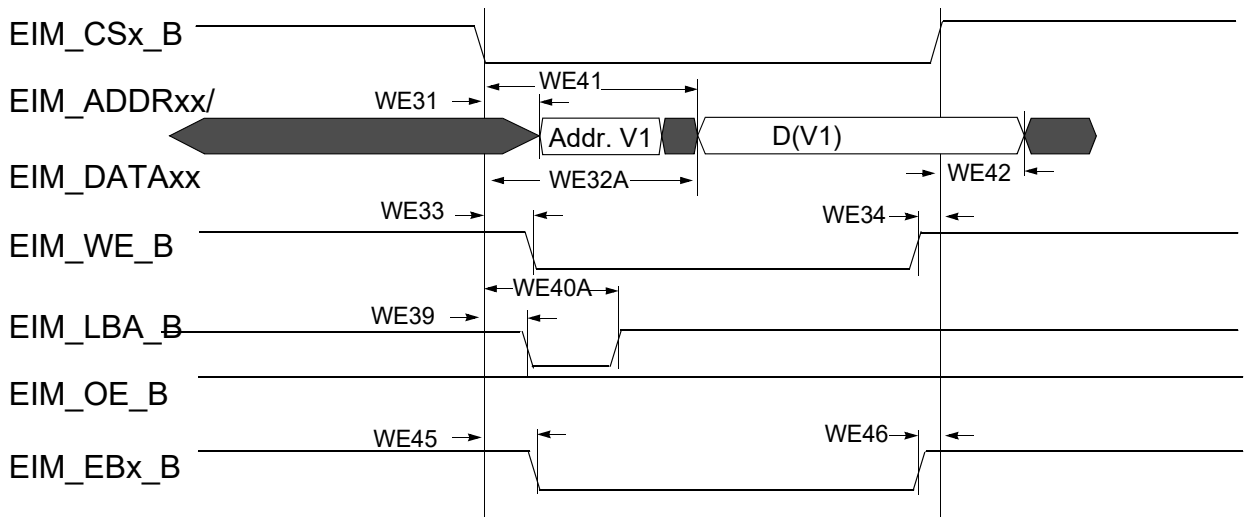 EIM_CSx_B
WE41
EIM_ADDRxx/
WE31
Addr. V1
D(V1)
EIM_DATAxx
WE32A
WE42
WE33
WE34
EIM_WE_B
WE40A
WE39
EIM_LBA_B
EIM_OE_B
WE45
WE46
EIM_EBx_B